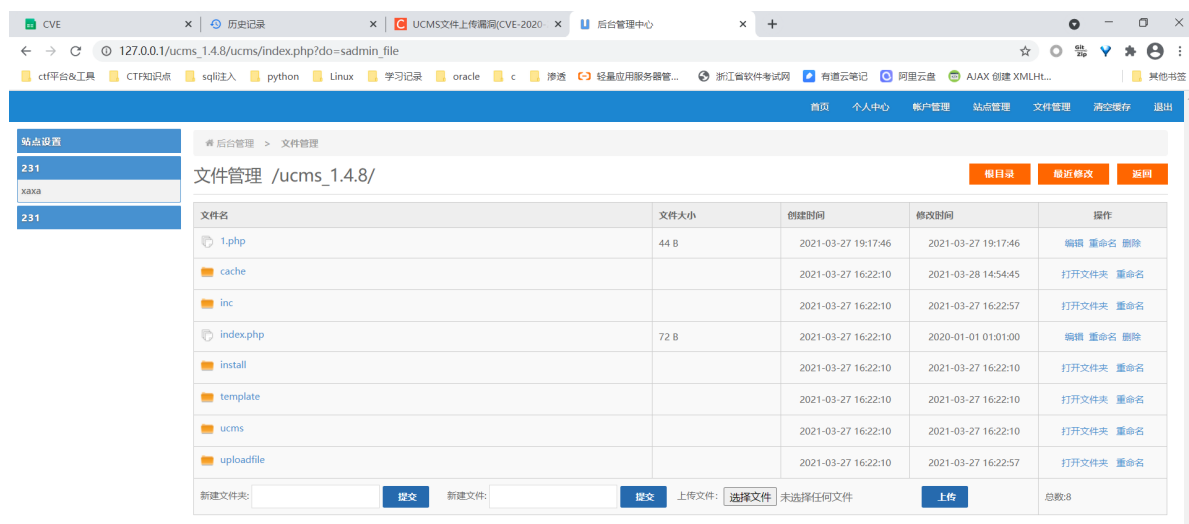 CVE 历史记录 UCMS文件上传漏洞(CVE-2020- 后台管理中心
127.0.0.1/ucms_1.4.8/ucms/index.php?do=sadmin_file
ctf平台&工具 CTF知识点 sqli注入 python Linux 学习记录 oracle c 渗透 轻量应用服务器管... 浙江省软件考试网 有道云笔记 阿里云盘 AJAX 创建 XMLHt... 其他书签
首页 个人中心 帐户管理 站点管理 文件管理 清空缓存 退出
站点设置
231
xaxa
231
后台管理 > 文件管理
文件管理 /ucms_1.4.8/ 根目录 最近修改 返回
文件名 文件大小 创建时间 修改时间 操作
1.php 44 B 2021-03-27 19:17:46 2021-03-27 19:17:46 编辑 重命名 删除
cache 2021-03-27 16:22:10 2021-03-28 14:54:45 打开文件夹 重命名
inc 2021-03-27 16:22:10 2021-03-27 16:22:57 打开文件夹 重命名
index.php 72 B 2021-03-27 16:22:10 2020-01-01 01:01:00 编辑 重命名 删除
install 2021-03-27 16:22:10 2021-03-27 16:22:10 打开文件夹 重命名
template 2021-03-27 16:22:10 2021-03-27 16:22:10 打开文件夹 重命名
ucms 2021-03-27 16:22:10 2021-03-27 16:22:10 打开文件夹 重命名
uploadfile 2021-03-27 16:22:10 2021-03-27 16:22:57 打开文件夹 重命名
新建文件夹: 提交 新建文件: 提交 上传文件: 选择文件 未选择任何文件 上传 总数:8